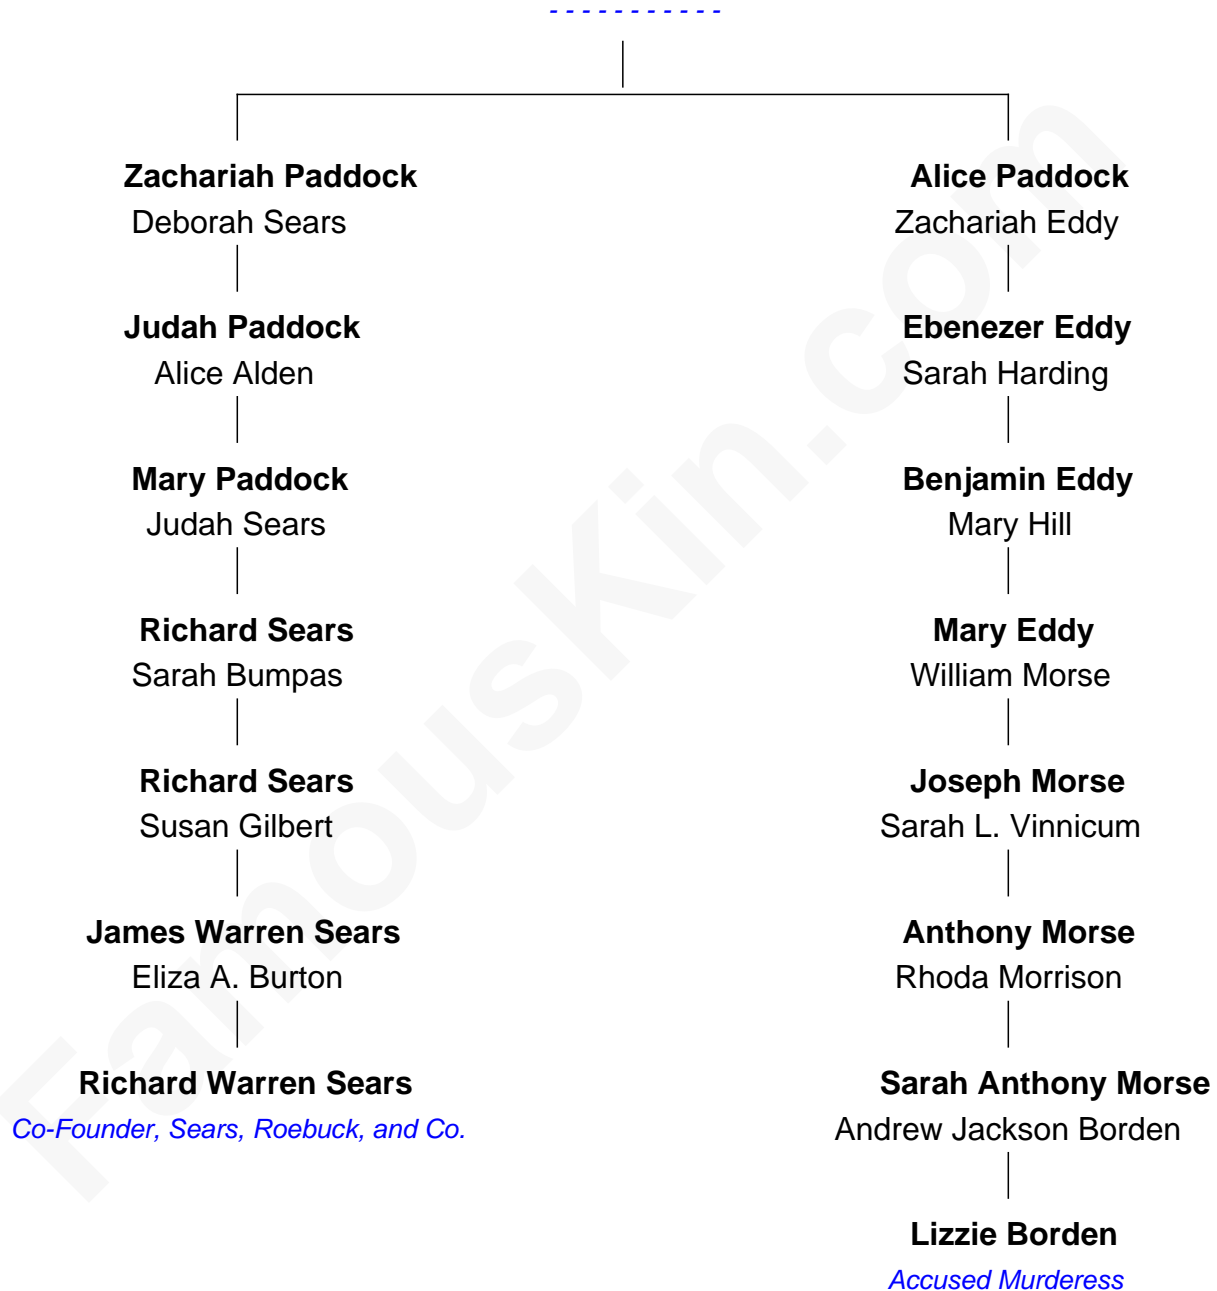 - - - - - - - - - - -
Zachariah Paddock
Deborah Sears
Judah Paddock
Alice Alden
Mary Paddock
Judah Sears
Richard Sears
Sarah Bumpas
Richard Sears
Susan Gilbert
James Warren Sears
Eliza A. Burton
Richard Warren Sears
Co-Founder, Sears, Roebuck, and Co.
Alice Paddock
Zachariah Eddy
Ebenezer Eddy
Sarah Harding
Benjamin Eddy
Mary Hill
Mary Eddy
William Morse
Joseph Morse
Sarah L. Vinnicum
Anthony Morse
Rhoda Morrison
Sarah Anthony Morse
Andrew Jackson Borden
Lizzie Borden
Accused Murderess
FamousKin.com